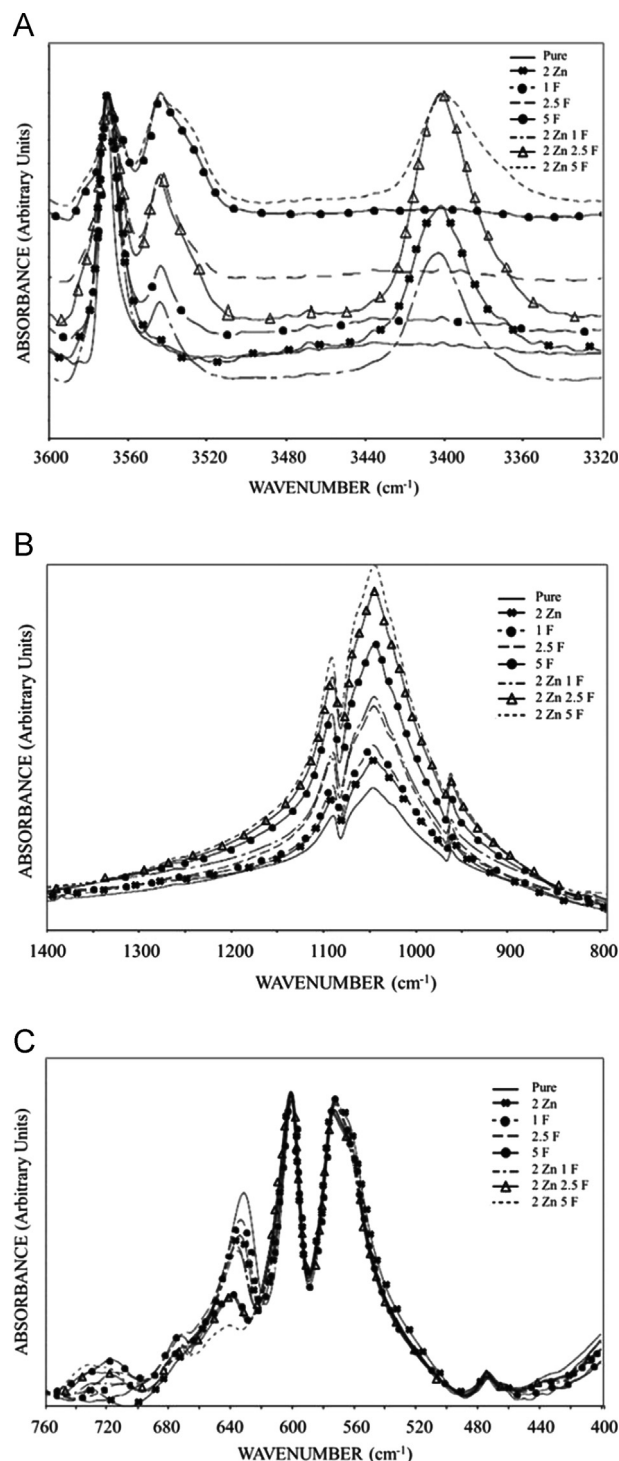 A
ABSORBANCE (Arbitrary Units)
Pure
2 Zn
1 F
2.5 F
5 F
2 Zn 1 F
2 Zn 2.5 F
2 Zn 5 F
3600 3560 3520 3480 3440 3400 3360 3320
WAVENUMBER (cm-1)
B
ABSORBANCE (Arbitrary Units)
Pure
2 Zn
1 F
2.5 F
5 F
2 Zn 1 F
2 Zn 2.5 F
2 Zn 5 F
1400 1300 1200 1100 1000 900 800
WAVENUMBER (cm-1)
C
ABSORBANCE (Arbitrary Units)
Pure
2 Zn
1 F
2.5 F
5 F
2 Zn 1 F
2 Zn 2.5 F
2 Zn 5 F
760 720 680 640 600 560 520 480 440 400
WAVENUMBER (cm-1)